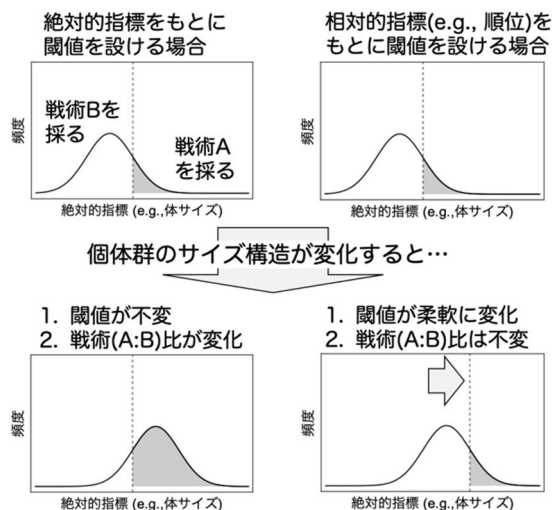 絶対的指標をもとに
閾値を設ける場合
戦術Bを
採る
戦術A
を採る
頻度
絶対的指標 (e.g.,体サイズ)
相対的指標(e.g., 順位)を
もとに閾値を設ける場合
頻度
絶対的指標 (e.g.,体サイズ)
個体群のサイズ構造が変化すると…
1. 閾値が不変
2. 戦術(A:B)比が変化
頻度
絶対的指標 (e.g.,体サイズ)
1. 閾値が柔軟に変化
2. 戦術(A:B)比は不変
頻度
絶対的指標 (e.g.,体サイズ)